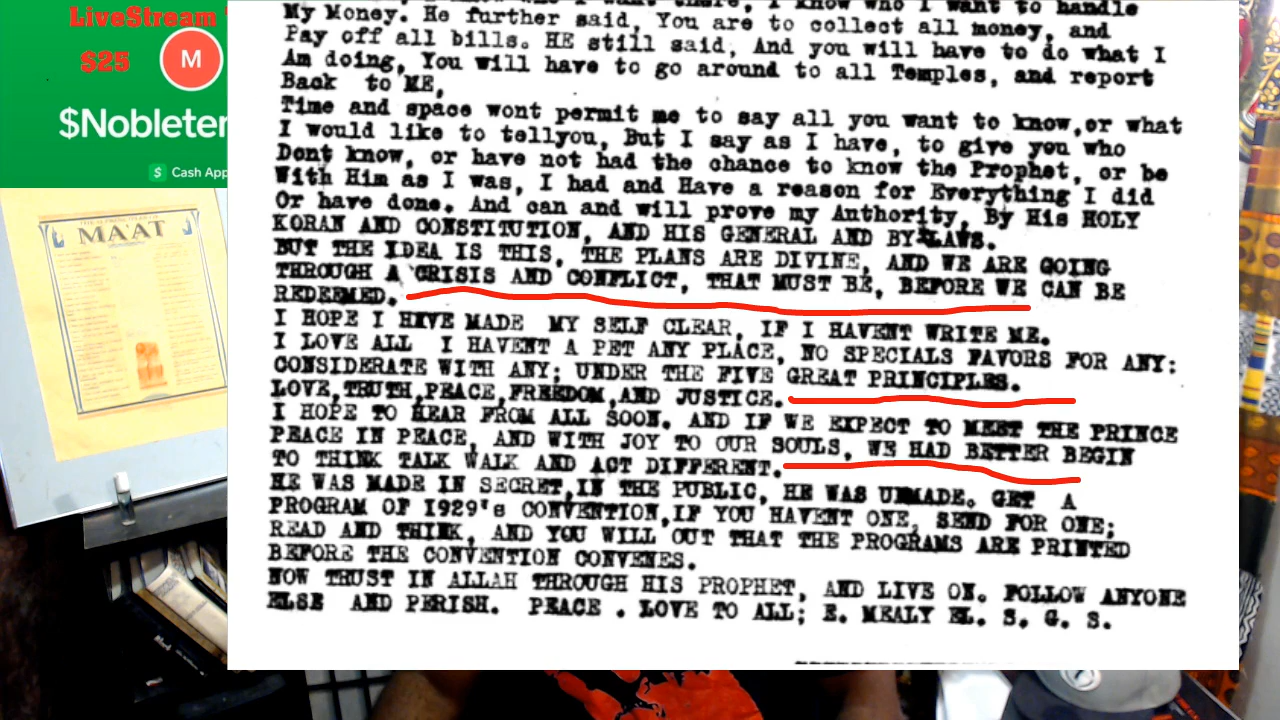 LiveStream
$25
M
$Nobleter
$ Cash App
MA'AT
My Money. He further said, You are to collect all money, and
Pay off all bills. HE still said, And you will have to do what I
Am doing, You will have to go around to all Temples, and report
Back to ME,
Time and space wont permit me to say all you want to know,or what
I would like to tellyou, But I say as I have, to give you who
Dont know, or have not had the chance to know the Prophet, or be
With Him as I was, I had and Have a reason for Everything I did
Or have done. And can and will prove my Authority, By His HOLY
KORAN AND CONSTITUTION, AND HIS GENERAL AND BY LAWS.
BUT THE IDEA IS THIS, THE PLANS ARE DIVINE, AND WE ARE GOING
THROUGH A CRISIS AND CONFLICT, THAT MUST BE, BEFORE WE CAN BE
REDEEMED.
I HOPE I HEVE MADE MY SELF CLEAR, IF I HAVENT WRITE ME.
I LOVE ALL I HAVENT A PET ANY PLACE, NO SPECIALS FAVORS FOR ANY:
CONSIDERATE WITH ANY; UNDER THE FIVE GREAT PRINCIPLES.
LOVE,TRUTH,PEACE,FREEDOM,AND JUSTICE.
I HOPE TO HEAR FROM ALL SOON. AND IF WE EXPECT TO MEET THE PRINCE
PEACE IN PEACE, AND WITH JOY TO OUR SOULS, WE HAD BETTER BEGIN
TO THINK TALK WALK AND ACT DIFFERENT.
HE WAS MADE IN SECRET,IN THE PUBLIC, HE WAS UNMADE. GET A
PROGRAM OF 1929's CONVENTION,IF YOU HAVENT ONE, SEND FOR ONE;
READ AND THINK, AND YOU WILL OUT THAT THE PROGRAMS ARE PRINTED
BEFORE THE CONVENTION CONVENES.
NOW TRUST IN ALLAH THROUGH HIS PROPHET, AND LIVE ON. FOLLOW ANYONE
ELSE AND PERISH. PEACE . LOVE TO ALL; E. MEALY EL. S. G. S.